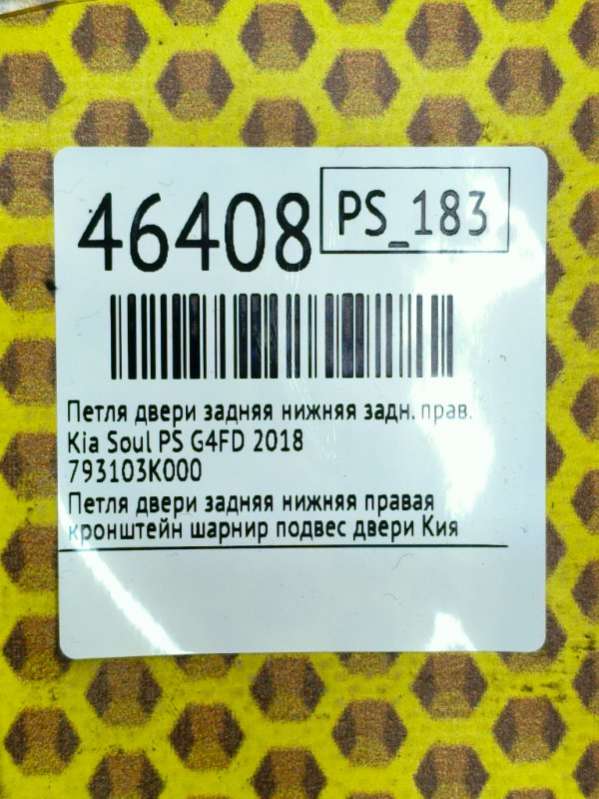 46408
PS_183
Петля двери задняя нижняя задн. прав.
Kia Soul PS G4FD 2018
793103K000
Петля двери задняя нижняя правая
кронштейн шарнир подвес двери Кия